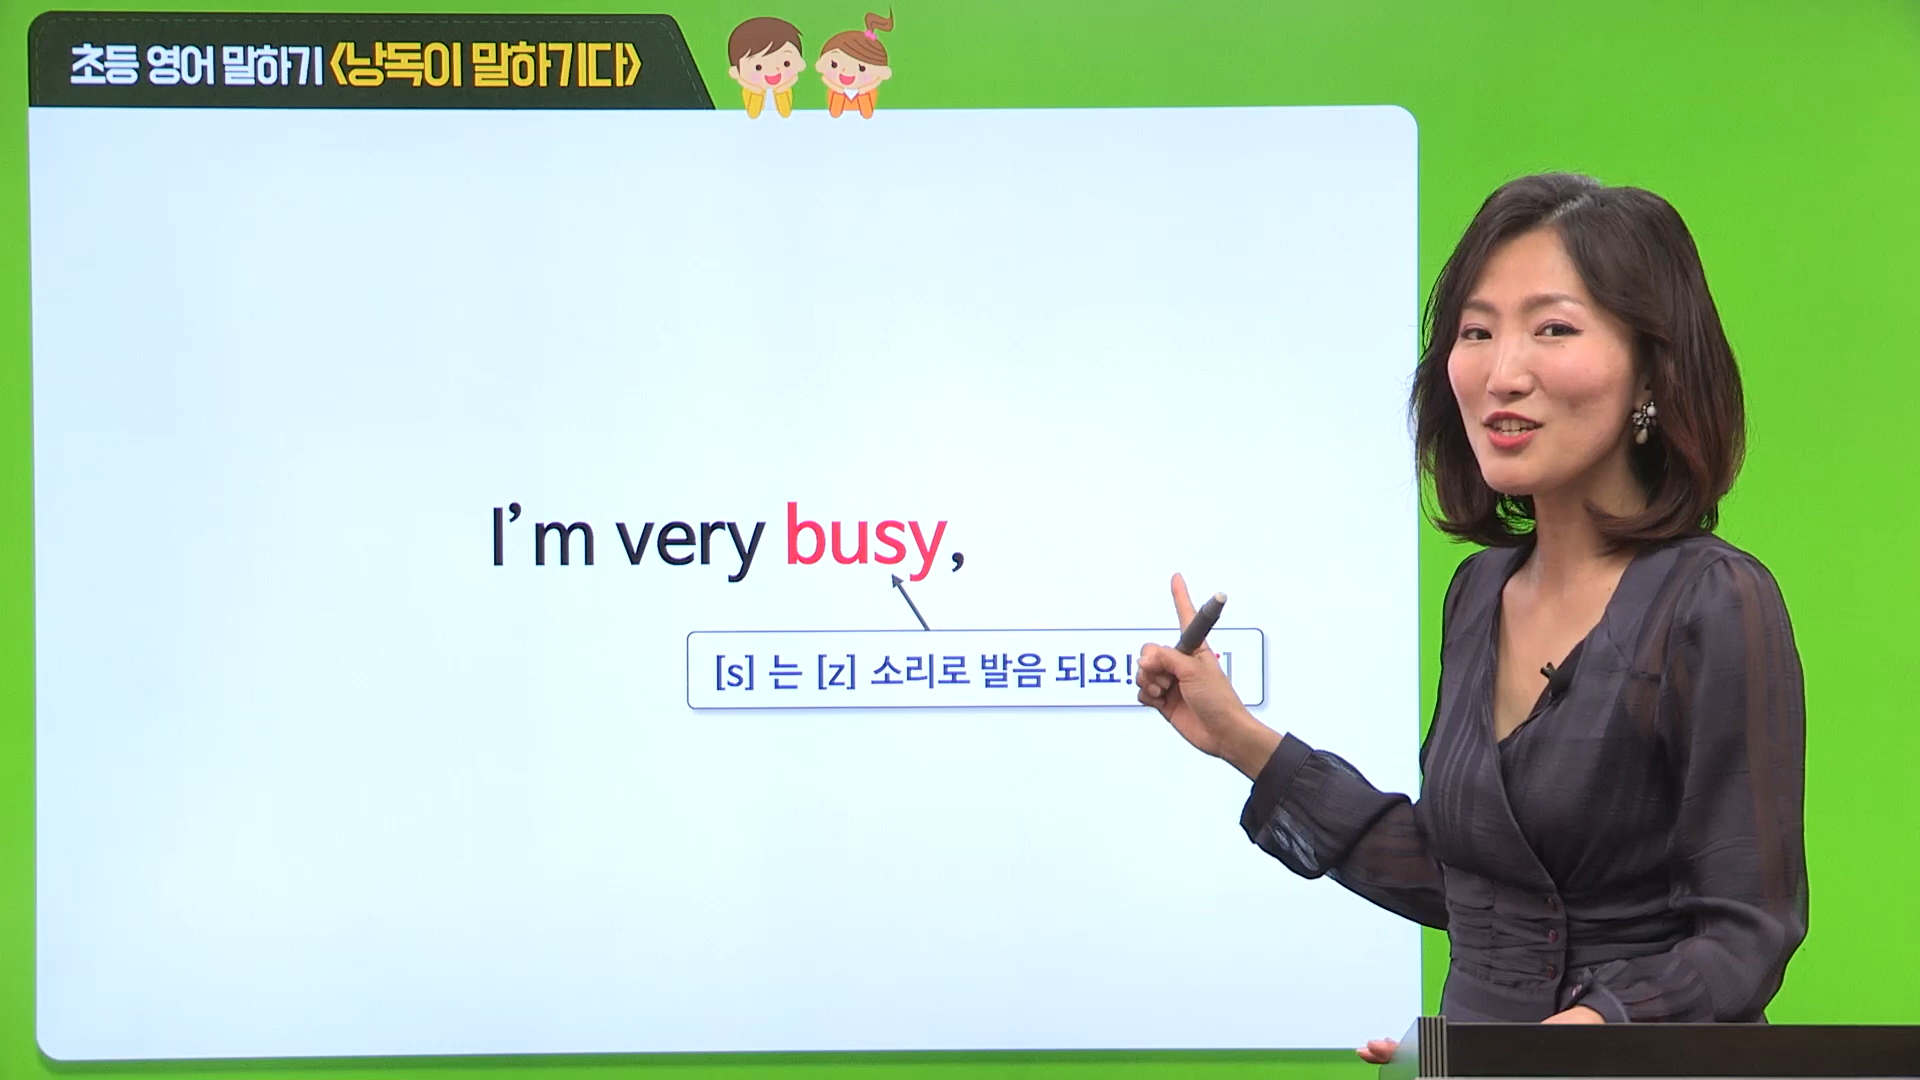 초등 영어 말하기 <낭독이 말하기다>
I'm very busy,
[s] 는 [z] 소리로 발음 되요!